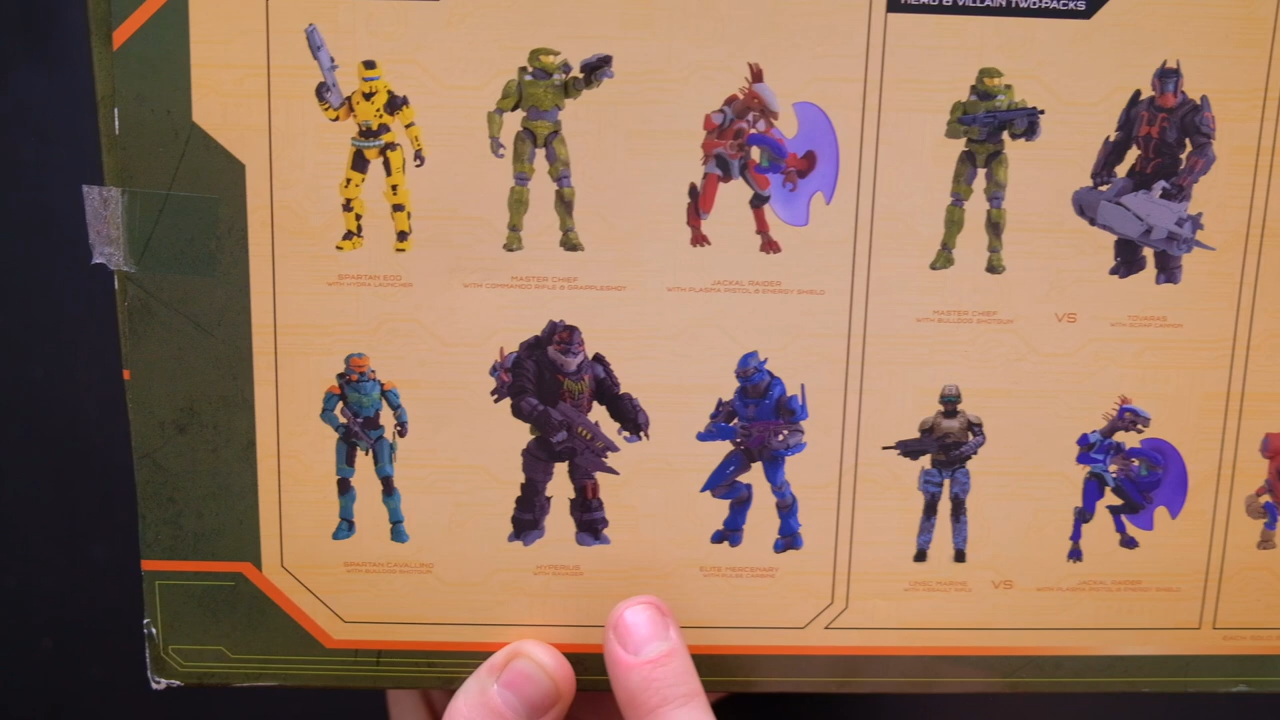 HERO & VILLAIN TWO-PACKS
SPARTAN EOD
WITH HYDRA LAUNCHER
MASTER CHIEF
WITH COMMANDO RIFLE & GRAPPLESHOT
JACKAL RAIDER
WITH PLASMA PISTOL & ENERGY SHIELD
MASTER CHIEF
WITH BULLDOG SHOTGUN
VS
TOVARAS
WITH SCRAP CANNON
SPARTAN CAVALLINO
WITH BULLDOG SHOTGUN
HYPERIUS
WITH RAVAGER
ELITE MERCENARY
WITH PULSE CARBINE
UNSC MARINE
WITH ASSAULT RIFLE
VS
JACKAL RAIDER
WITH PLASMA PISTOL & ENERGY SHIELD
EACH SOLD